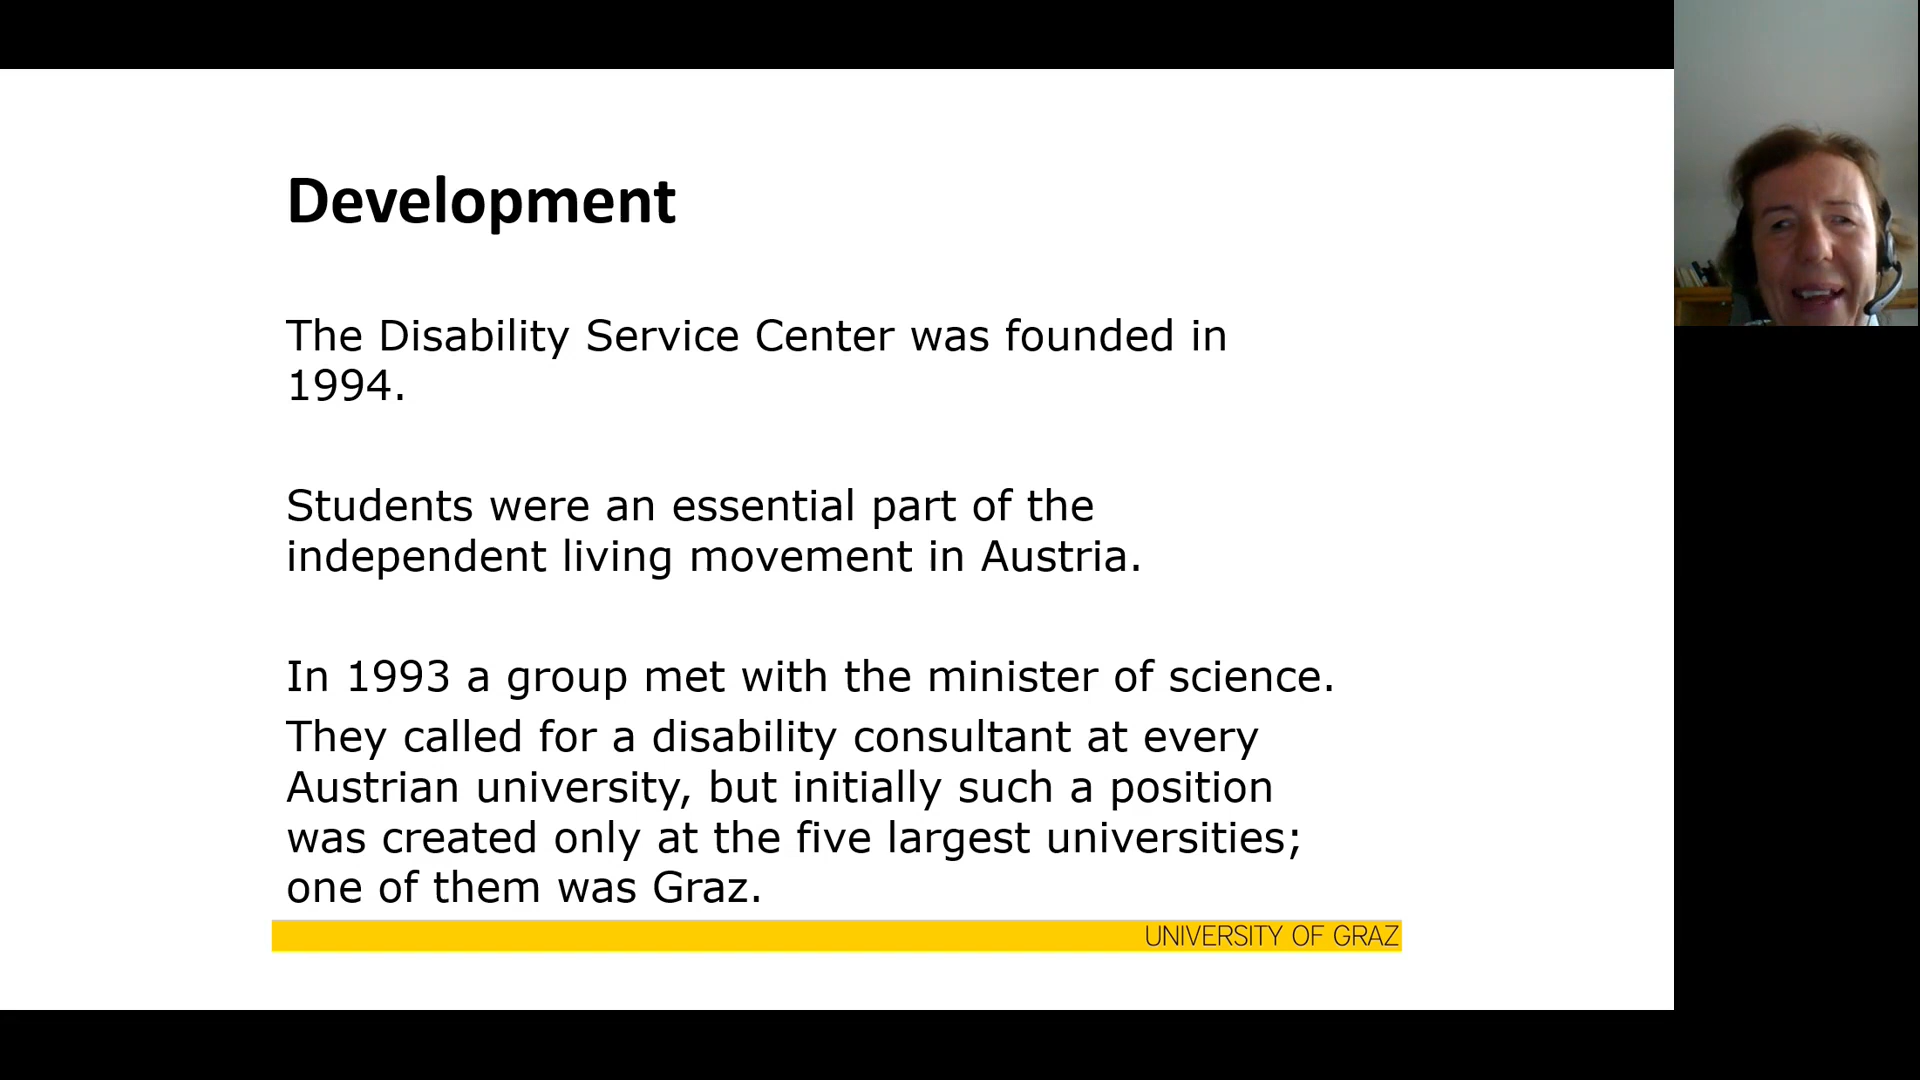 Development
The Disability Service Center was founded in
1994.
Students were an essential part of the
independent living movement in Austria.
In 1993 a group met with the minister of science.
They called for a disability consultant at every
Austrian university, but initially such a position
was created only at the five largest universities;
one of them was Graz.
UNIVERSITY OF GRAZ